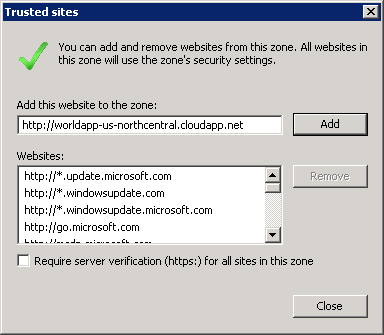 Trusted sites
You can add and remove websites from this zone. All websites in
this zone will use the zone's security settings.
Add this website to the zone:
http://worldapp-us-northcentral.cloudapp.net
Add
Websites:
http://*.update.microsoft.com
http://*.windowsupdate.com
http://*.windowsupdate.microsoft.com
http://go.microsoft.com
Remove
Require server verification (https:) for all sites in this zone
Close